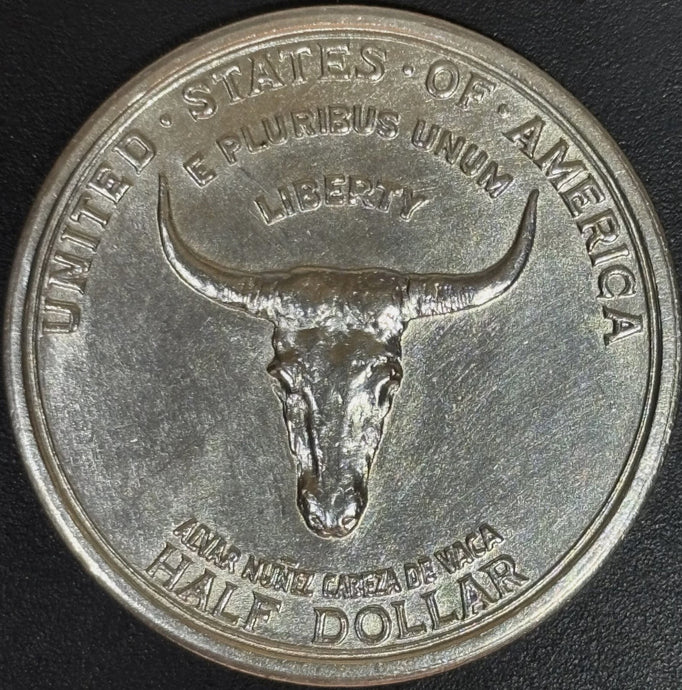 UNITED · STATES · OF · AMERICA
E PLURIBUS UNUM
LIBERTY
ALVAR NUÑEZ CABEZA DE VACA
HALF DOLLAR